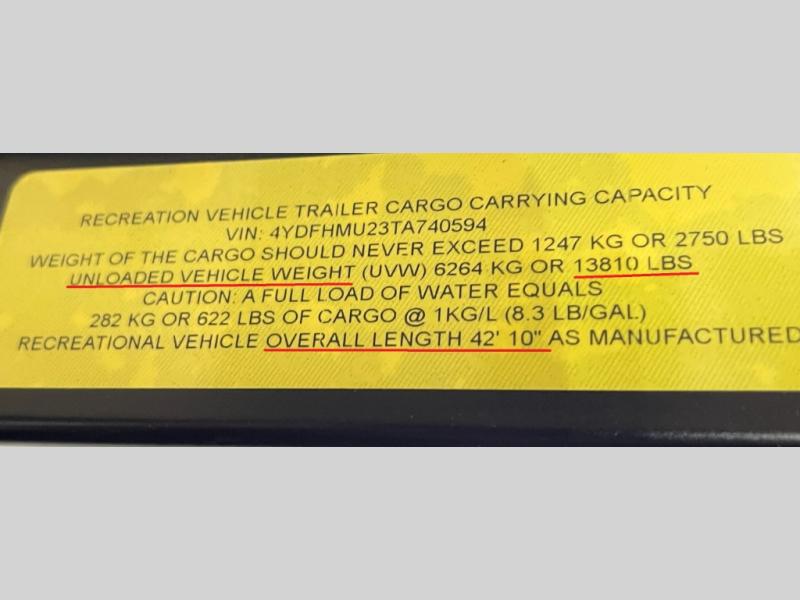 RECREATION VEHICLE TRAILER CARGO CARRYING CAPACITY
VIN: 4YDFHMU23TA740594
WEIGHT OF THE CARGO SHOULD NEVER EXCEED 1247 KG OR 2750 LBS
UNLOADED VEHICLE WEIGHT (UVW) 6264 KG OR 13810 LBS
CAUTION: A FULL LOAD OF WATER EQUALS
282 KG OR 622 LBS OF CARGO @ 1KG/L (8.3 LB/GAL.)
RECREATIONAL VEHICLE OVERALL LENGTH 42' 10" AS MANUFACTURED